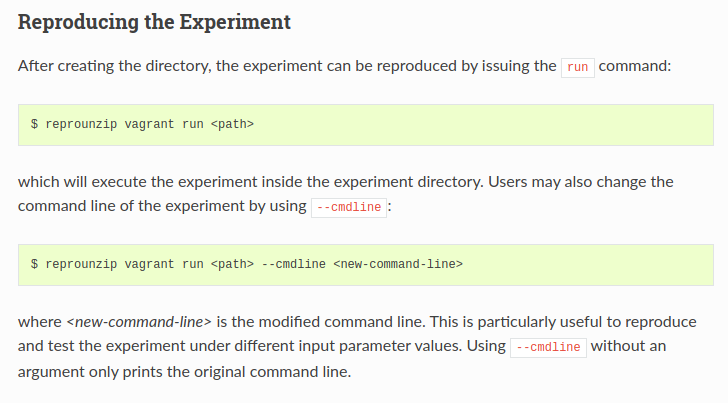 Reproducing the Experiment
After creating the directory, the experiment can be reproduced by issuing the run command:
$ reprounzip vagrant run <path>
which will execute the experiment inside the experiment directory. Users may also change the
command line of the experiment by using --cmdline:
$ reprounzip vagrant run <path> --cmdline <new-command-line>
where <new-command-line> is the modified command line. This is particularly useful to reproduce
and test the experiment under different input parameter values. Using --cmdline without an
argument only prints the original command line.